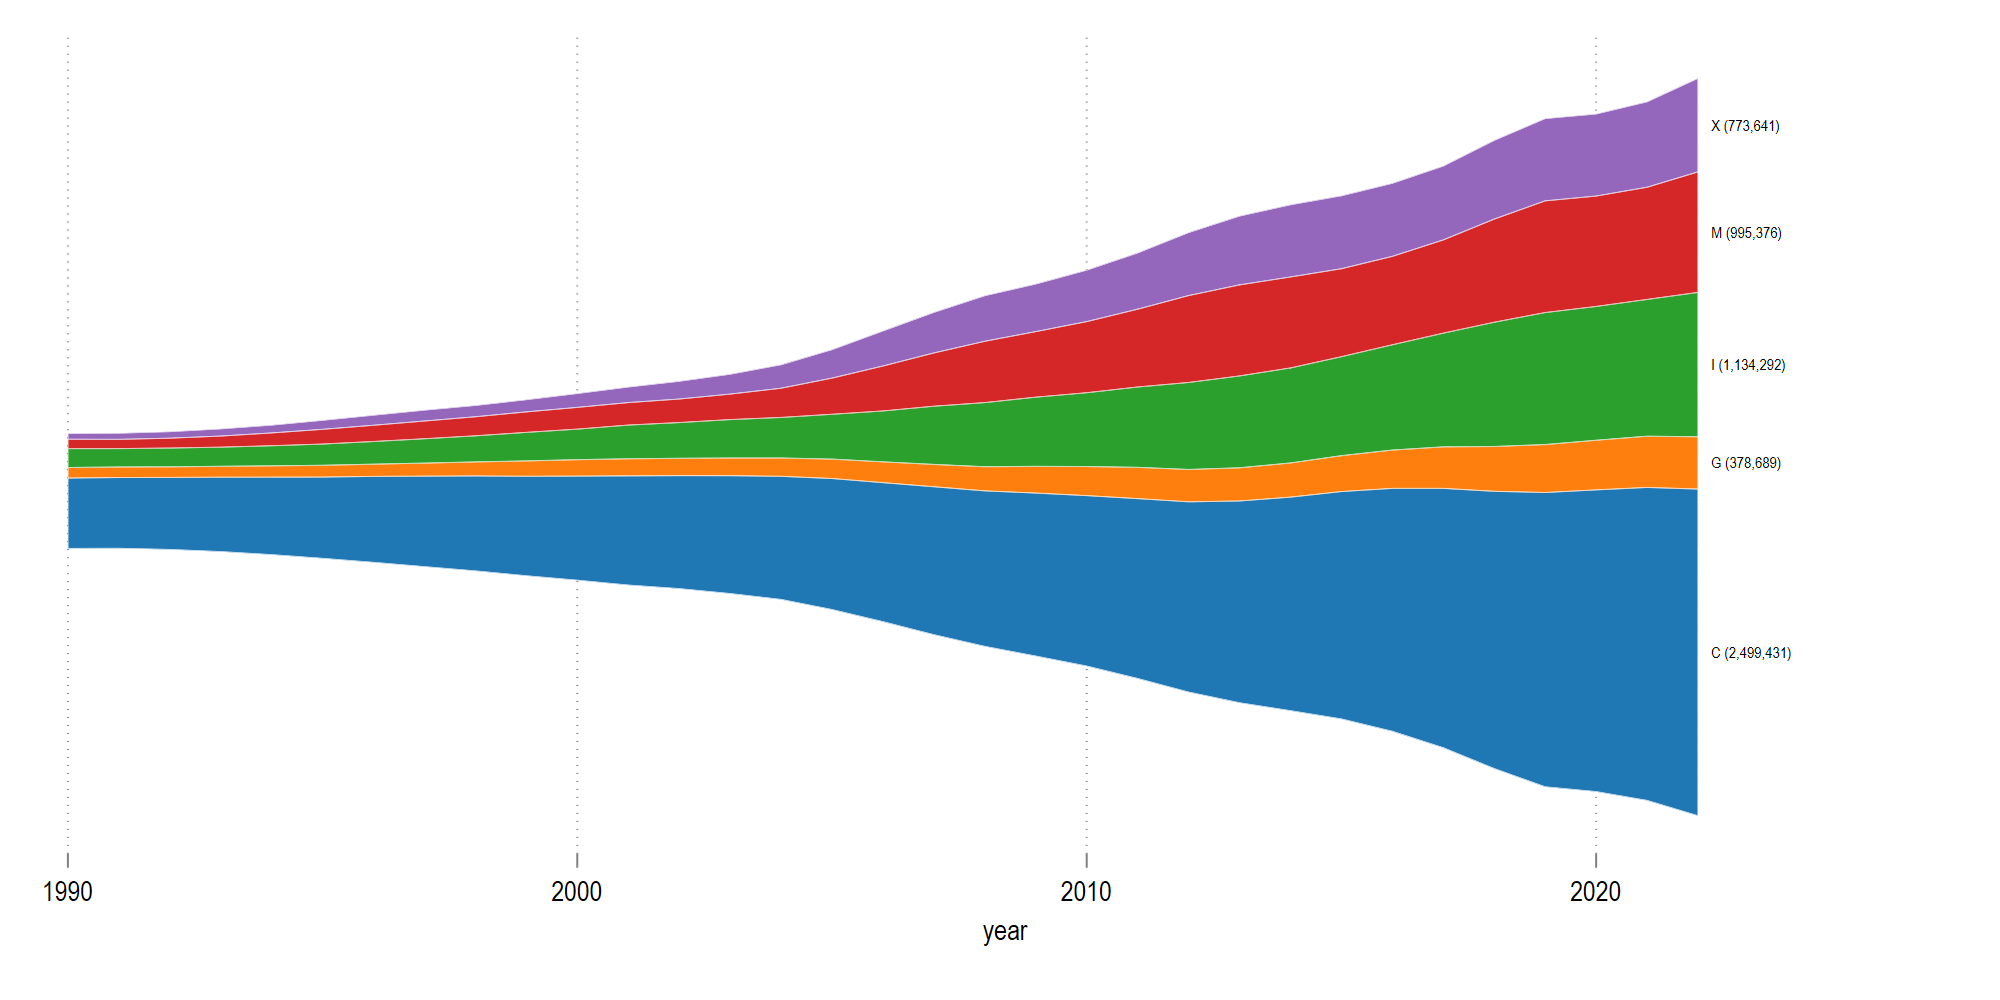 X (773,641)
M (995,376)
I (1,134,292)
G (378,689)
C (2,499,431)
1990 2000 2010 2020
year